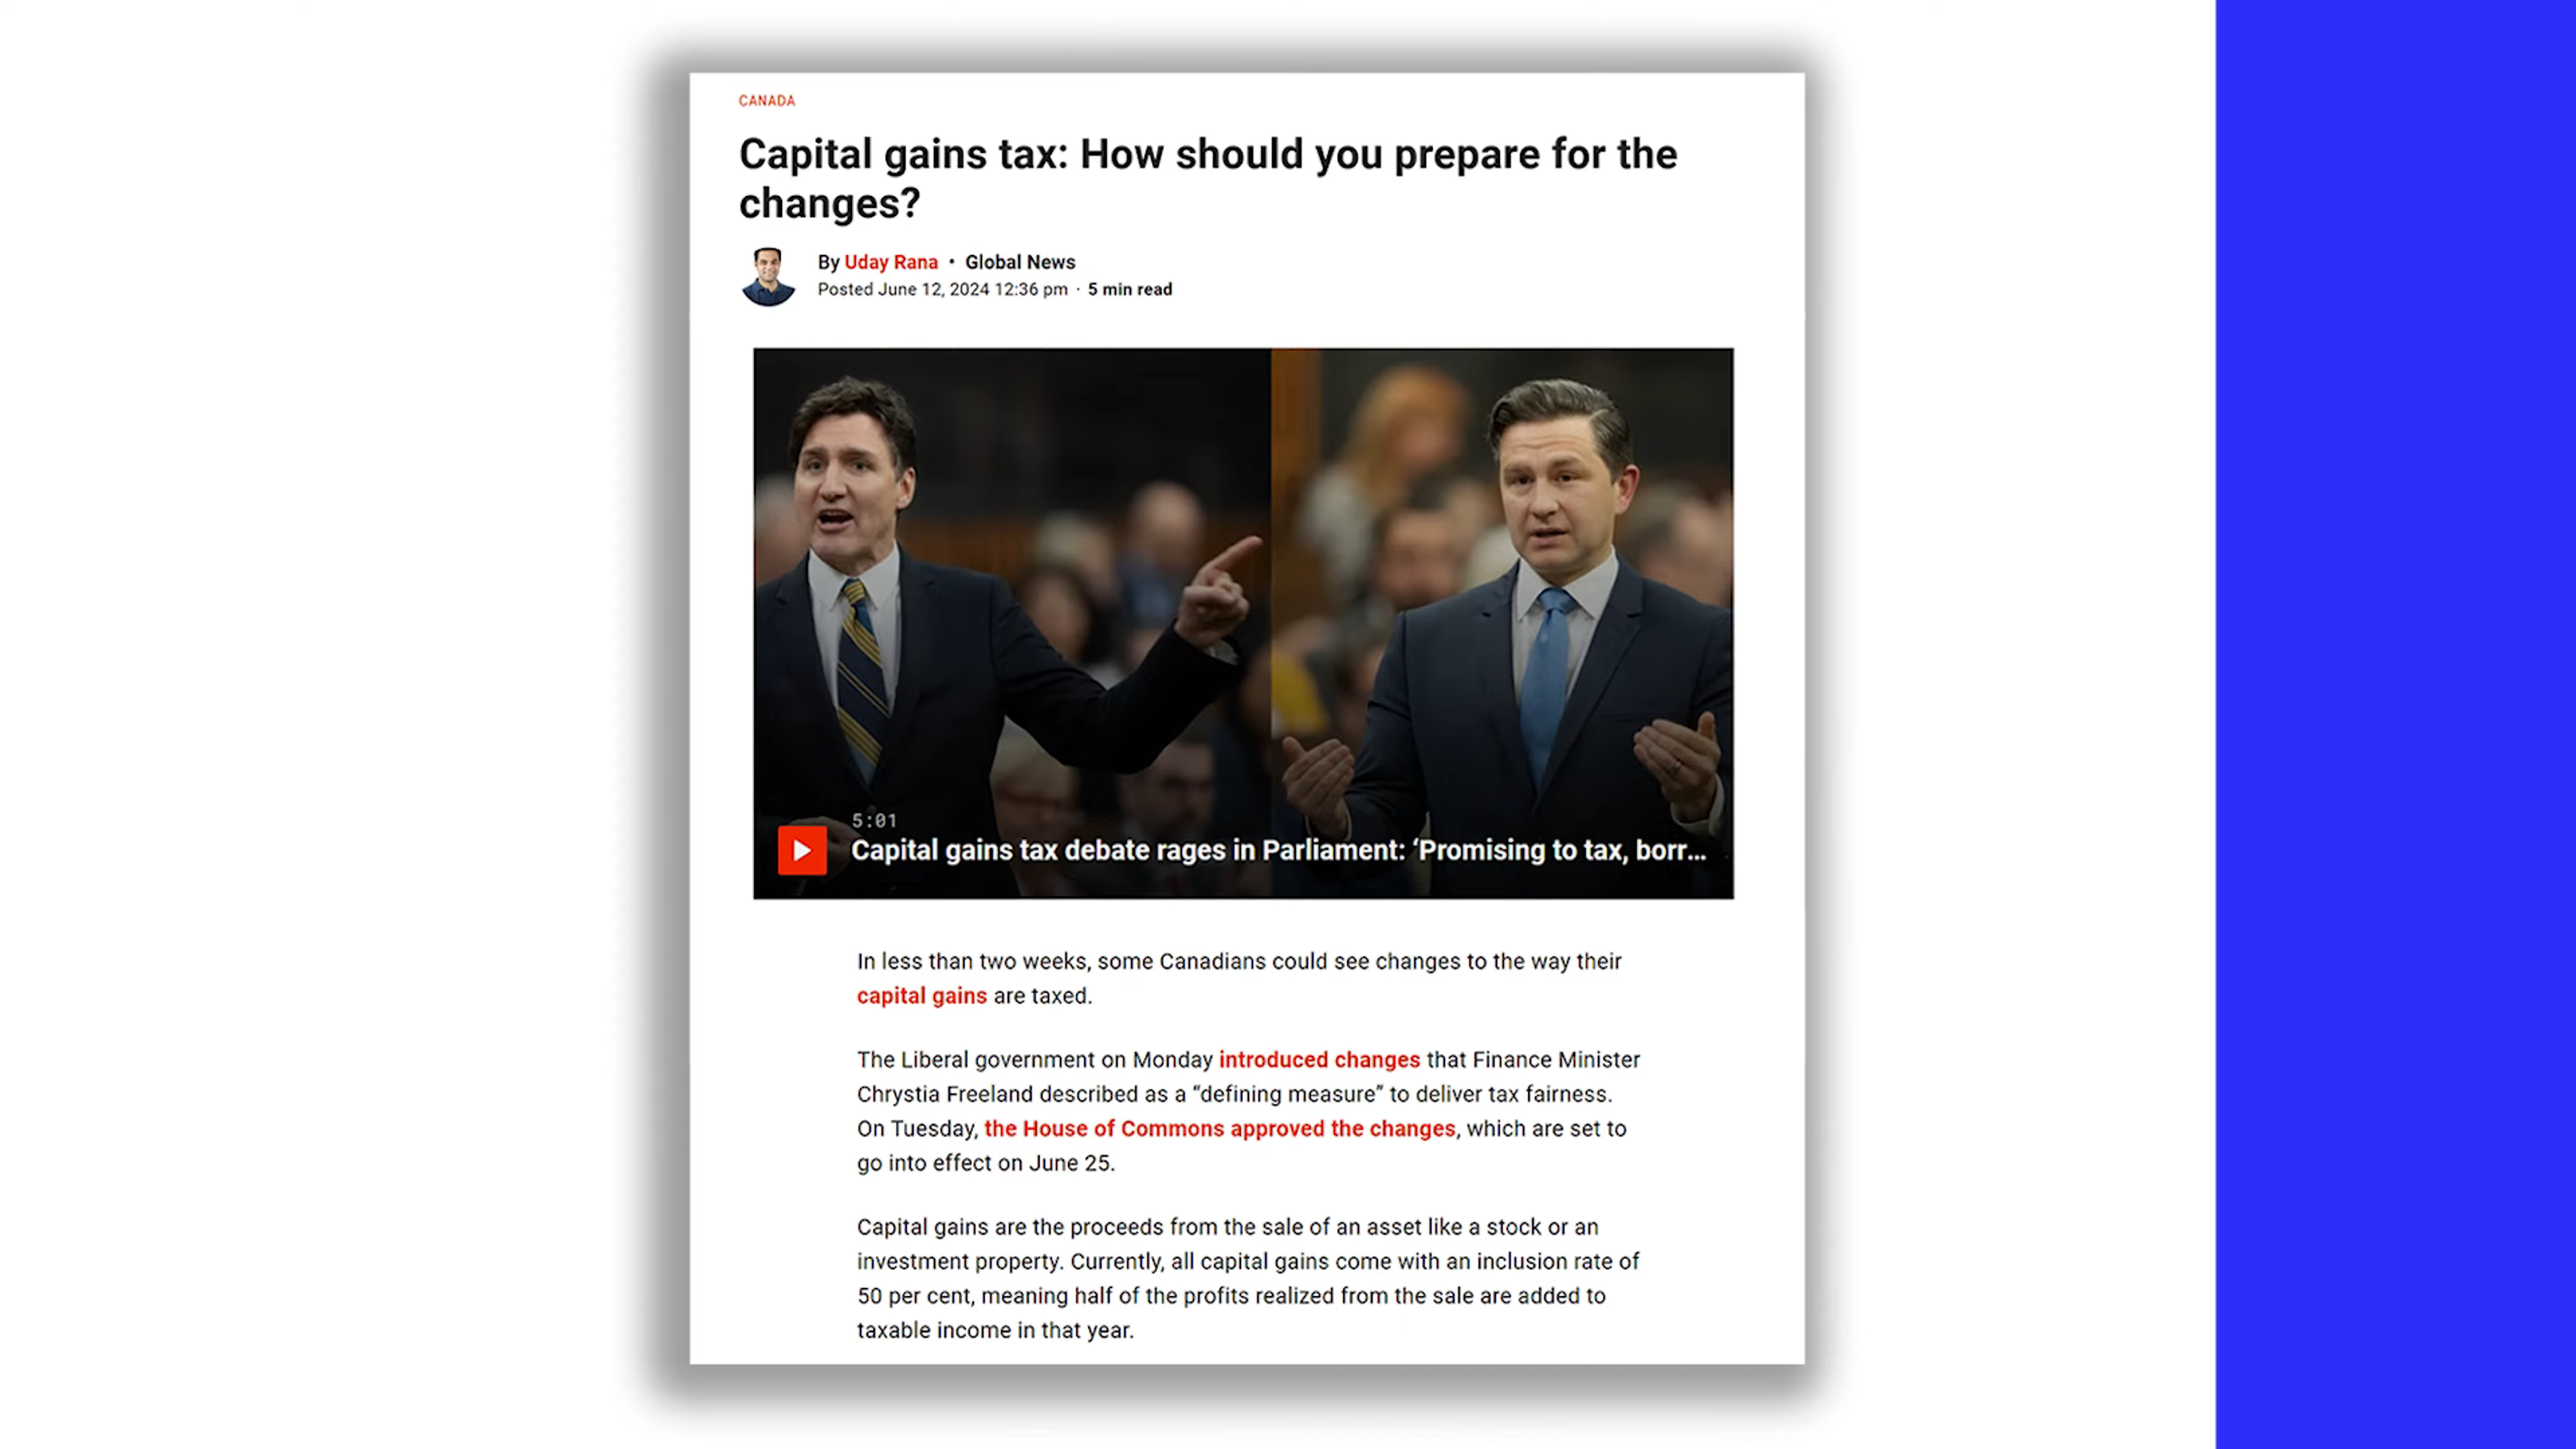 CANADA
Capital gains tax: How should you prepare for the
changes?
By Uday Rana • Global News
Posted June 12, 2024 12:36 pm · 5 min read
5:01
Capital gains tax debate rages in Parliament: ‘Promising to tax, borr...
In less than two weeks, some Canadians could see changes to the way their
capital gains are taxed.
The Liberal government on Monday introduced changes that Finance Minister
Chrystia Freeland described as a “defining measure” to deliver tax fairness.
On Tuesday, the House of Commons approved the changes, which are set to
go into effect on June 25.
Capital gains are the proceeds from the sale of an asset like a stock or an
investment property. Currently, all capital gains come with an inclusion rate of
50 per cent, meaning half of the profits realized from the sale are added to
taxable income in that year.